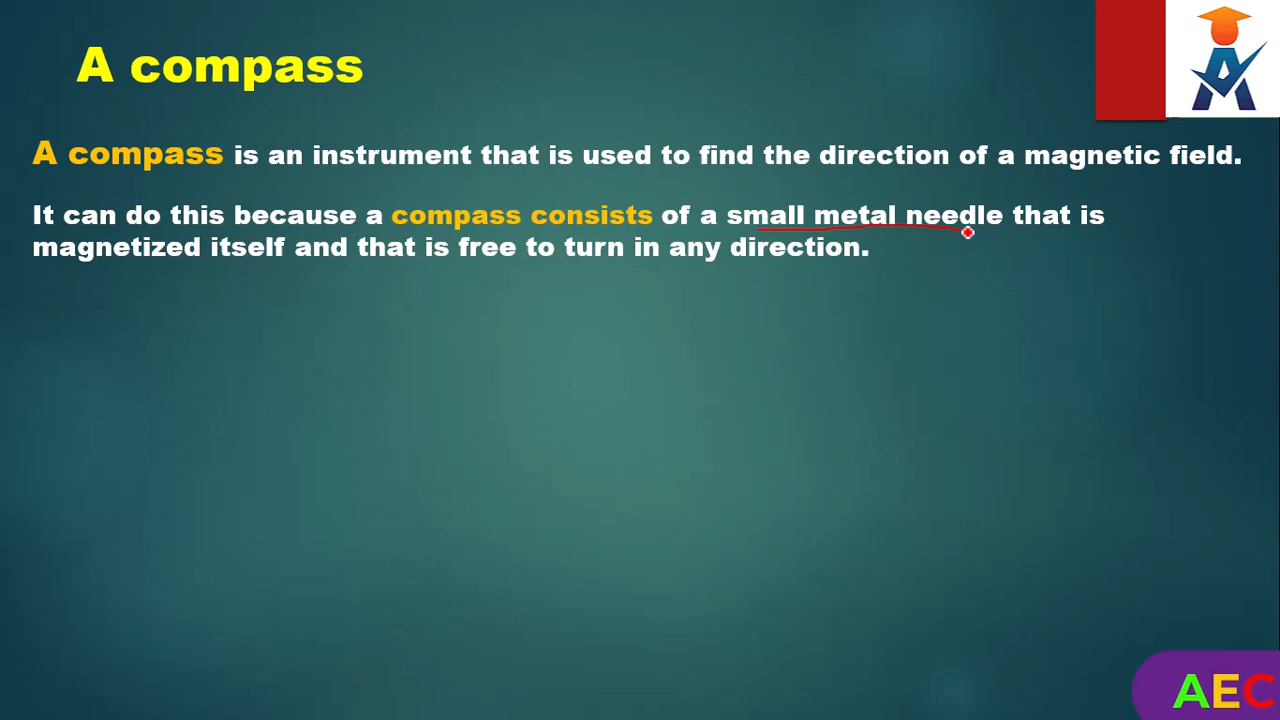 A compass
A compass is an instrument that is used to find the direction of a magnetic field.
It can do this because a compass consists of a small metal needle that is
magnetized itself and that is free to turn in any direction.
AEC